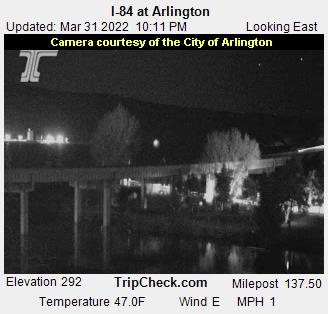 I-84 at Arlington
Updated: Mar 31 2022 10:11 PM Looking East
Camera courtesy of the City of Arlington
Elevation 292 TripCheck.com Milepost 137.50
Temperature 47.0F Wind E MPH 1